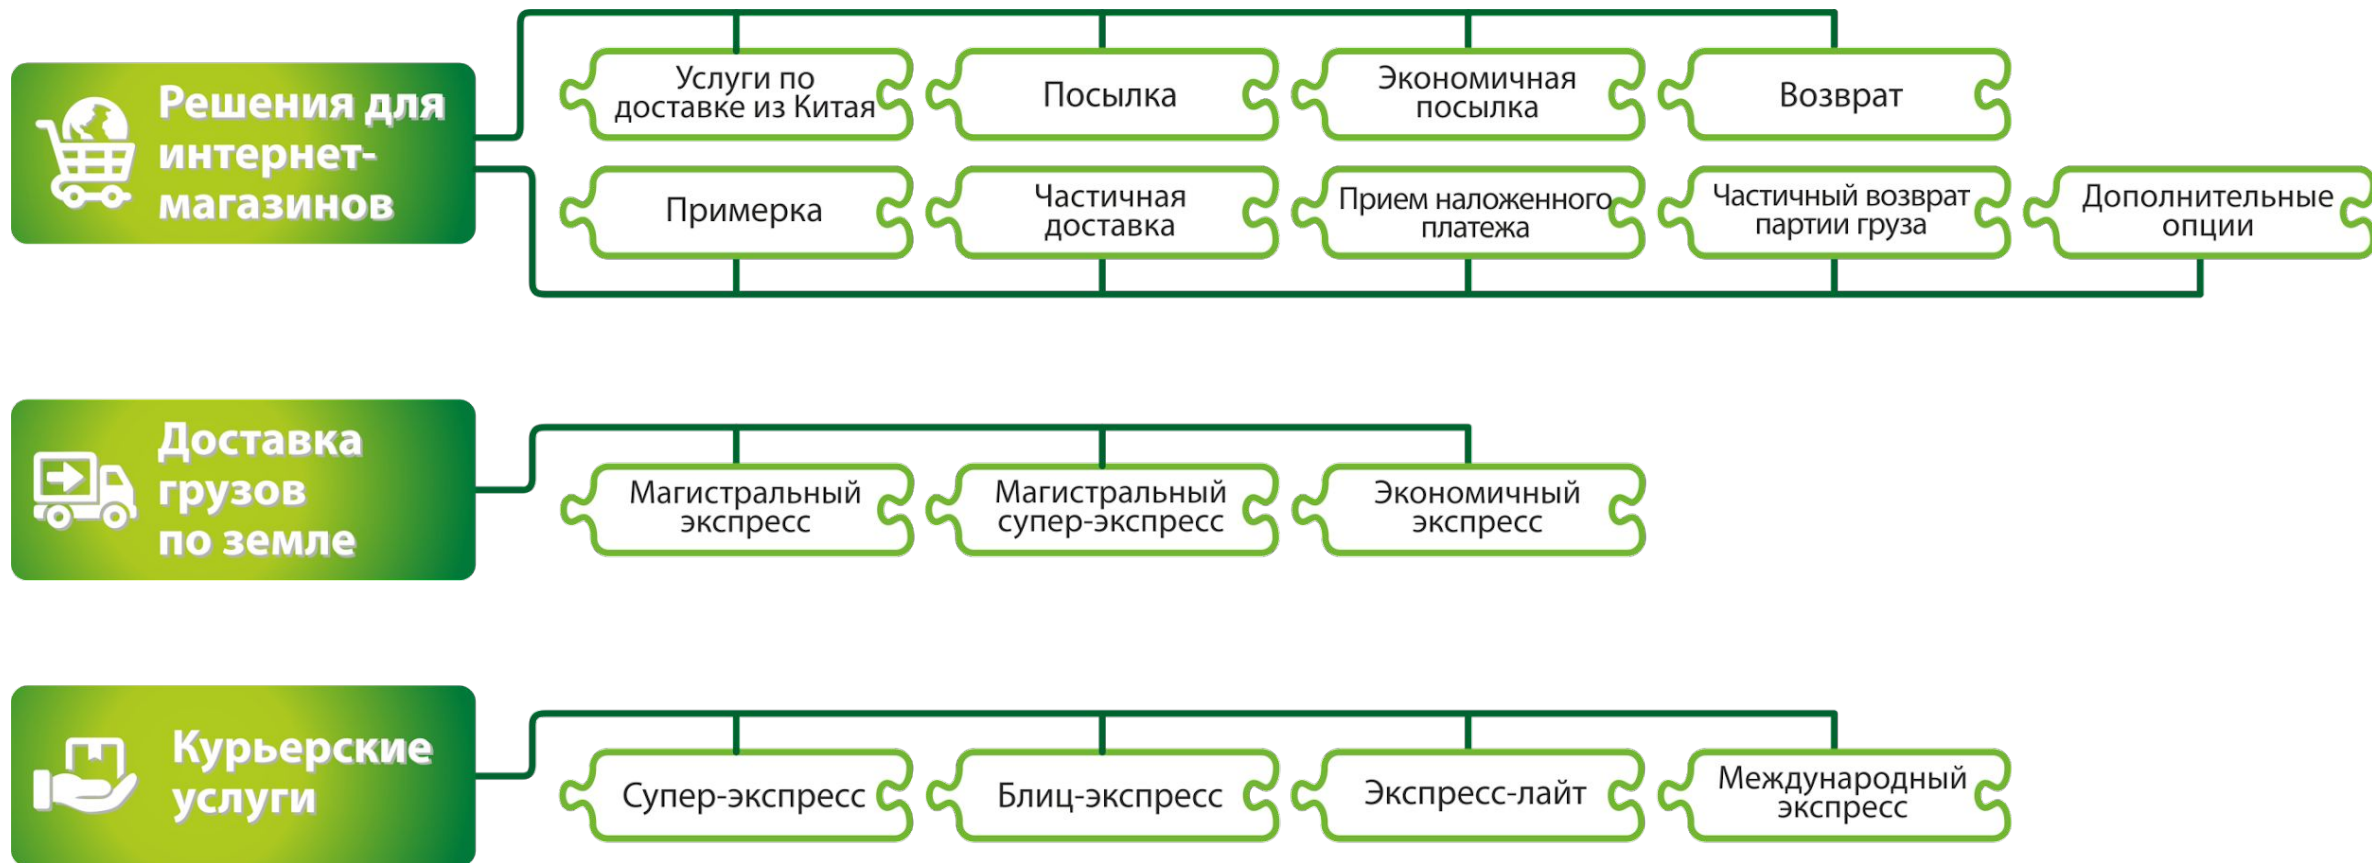 Решения для
интернет-
магазинов
Услуги по
доставке из Китая
Посылка
Экономичная
посылка
Возврат
Примерка
Частичная
доставка
Прием наложенного
платежа
Частичный возврат
партии груза
Дополнительные
опции
Доставка
грузов
по земле
Магистральный
экспресс
Магистральный
супер-экспресс
Экономичный
экспресс
Курьерские
услуги
Супер-экспресс
Блиц-экспресс
Экспресс-лайт
Международный
экспресс